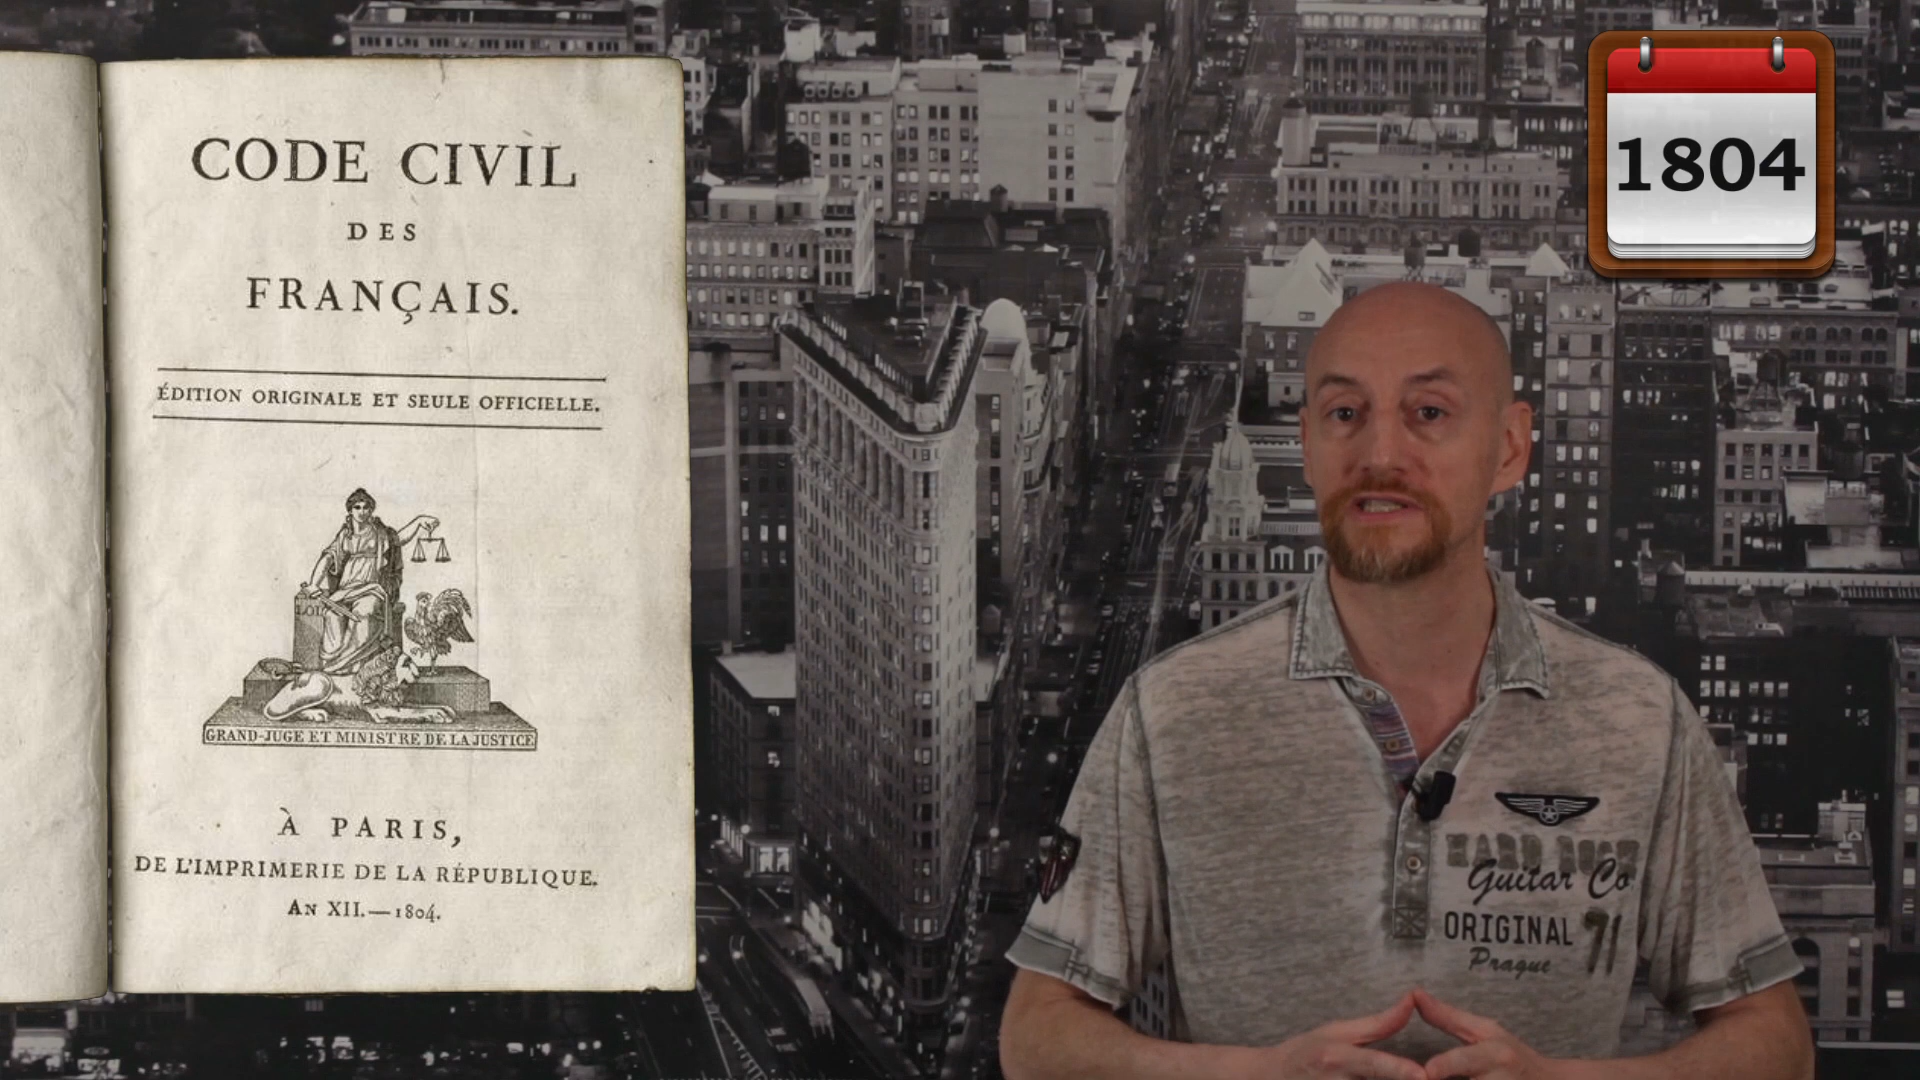 CODE CIVIL
DES
FRANÇAIS.
ÉDITION ORIGINALE ET SEULE OFFICIELLE.
LOIX
GRAND-JUGE ET MINISTRE DE LA JUSTICE
À PARIS,
DE L'IMPRIMERIE DE LA RÉPUBLIQUE.
AN XII.—1804.
1804
HARD ROCK
Guitar Co
ORIGINAL 71
Prague